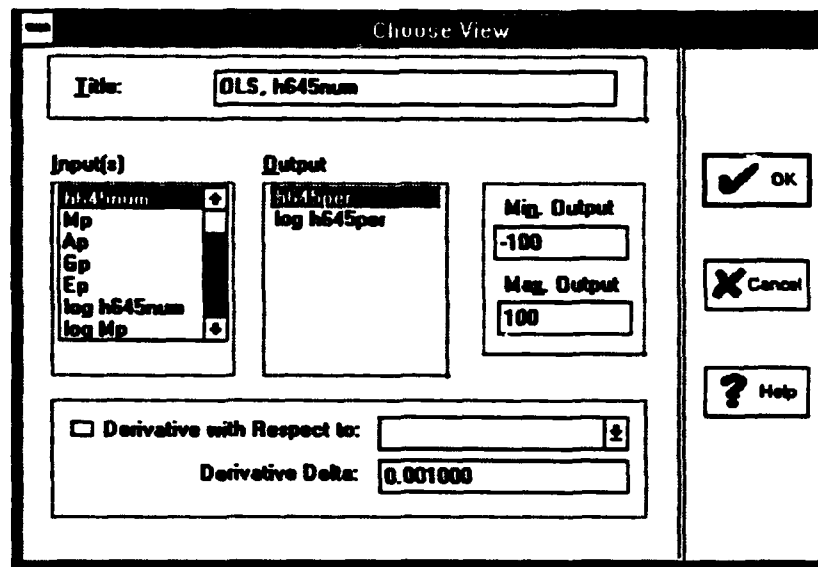 Choose View
Title:
OLS, h645num
Input(s)
h645num
Mp
Ap
Gp
Ep
log h645num
log Mp
Output
h645per
log h645per
Min. Output
-100
Max. Output
100
OK
Cancel
Help
Derivative with Respect to:
Derivative Delta:
0.001000